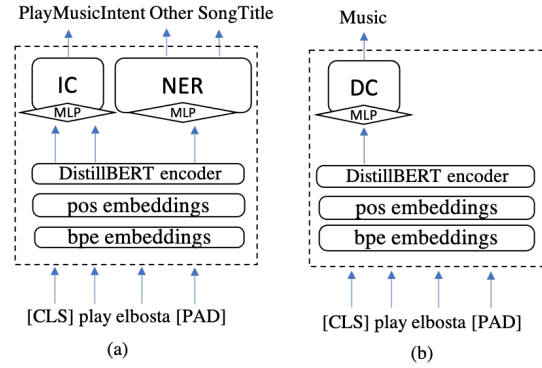 PlayMusicIntent Other SongTitle
IC
MLP
NER
MLP
DistillBERT encoder
pos embeddings
bpe embeddings
[CLS] play elbosta [PAD]
(a)
Music
DC
MLP
DistillBERT encoder
pos embeddings
bpe embeddings
[CLS] play elbosta [PAD]
(b)